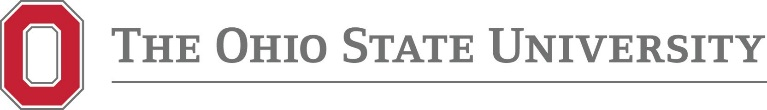 THE OHIO STATE UNIVERSITY